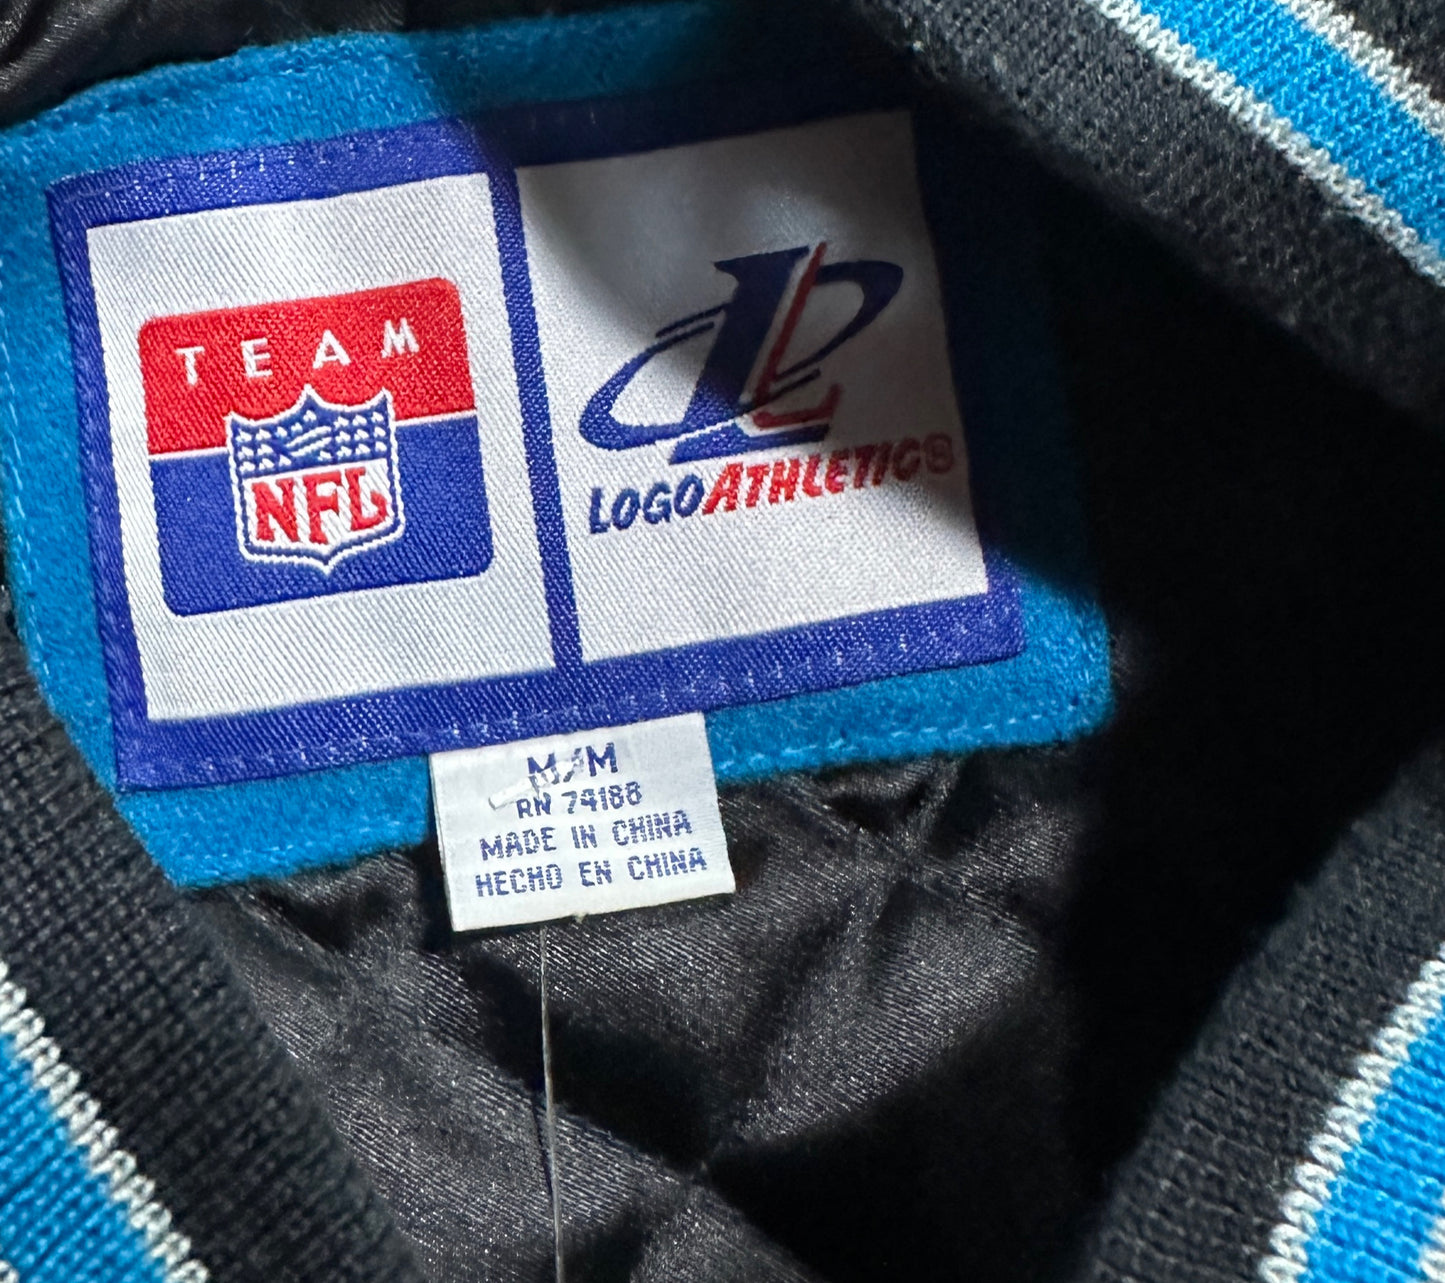 TEAM
NFL
LOGOATHLETIC®
M/M
RN 74188
MADE IN CHINA
HECHO EN CHINA